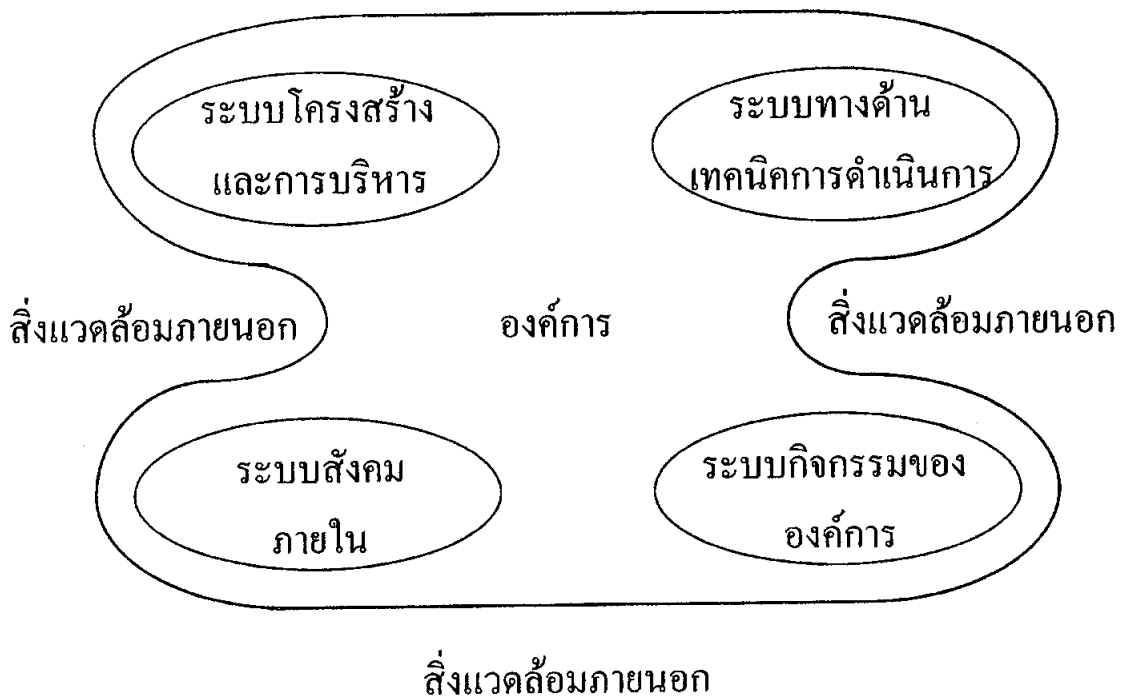 ระบบโครงสร้าง
และการบริหาร
ระบบทางด้าน
เทคนิคการดำเนินการ
สิ่งแวดล้อมภายนอก
องค์การ
สิ่งแวดล้อมภายนอก
ระบบสังคม
ภายใน
ระบบกิจกรรมของ
องค์การ
สิ่งแวดล้อมภายนอก